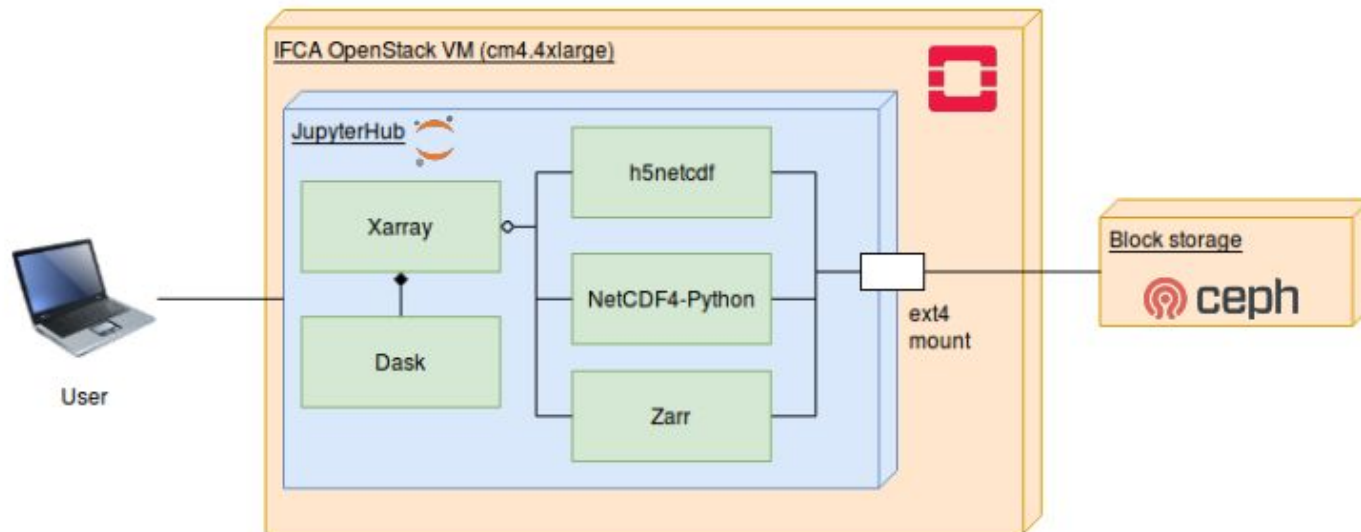 IFCA OpenStack VM (cm4.4xlarge)
JupyterHub
h5netcdf
Xarray
NetCDF4-Python
Dask
Zarr
ext4
mount
Block storage
ceph
User